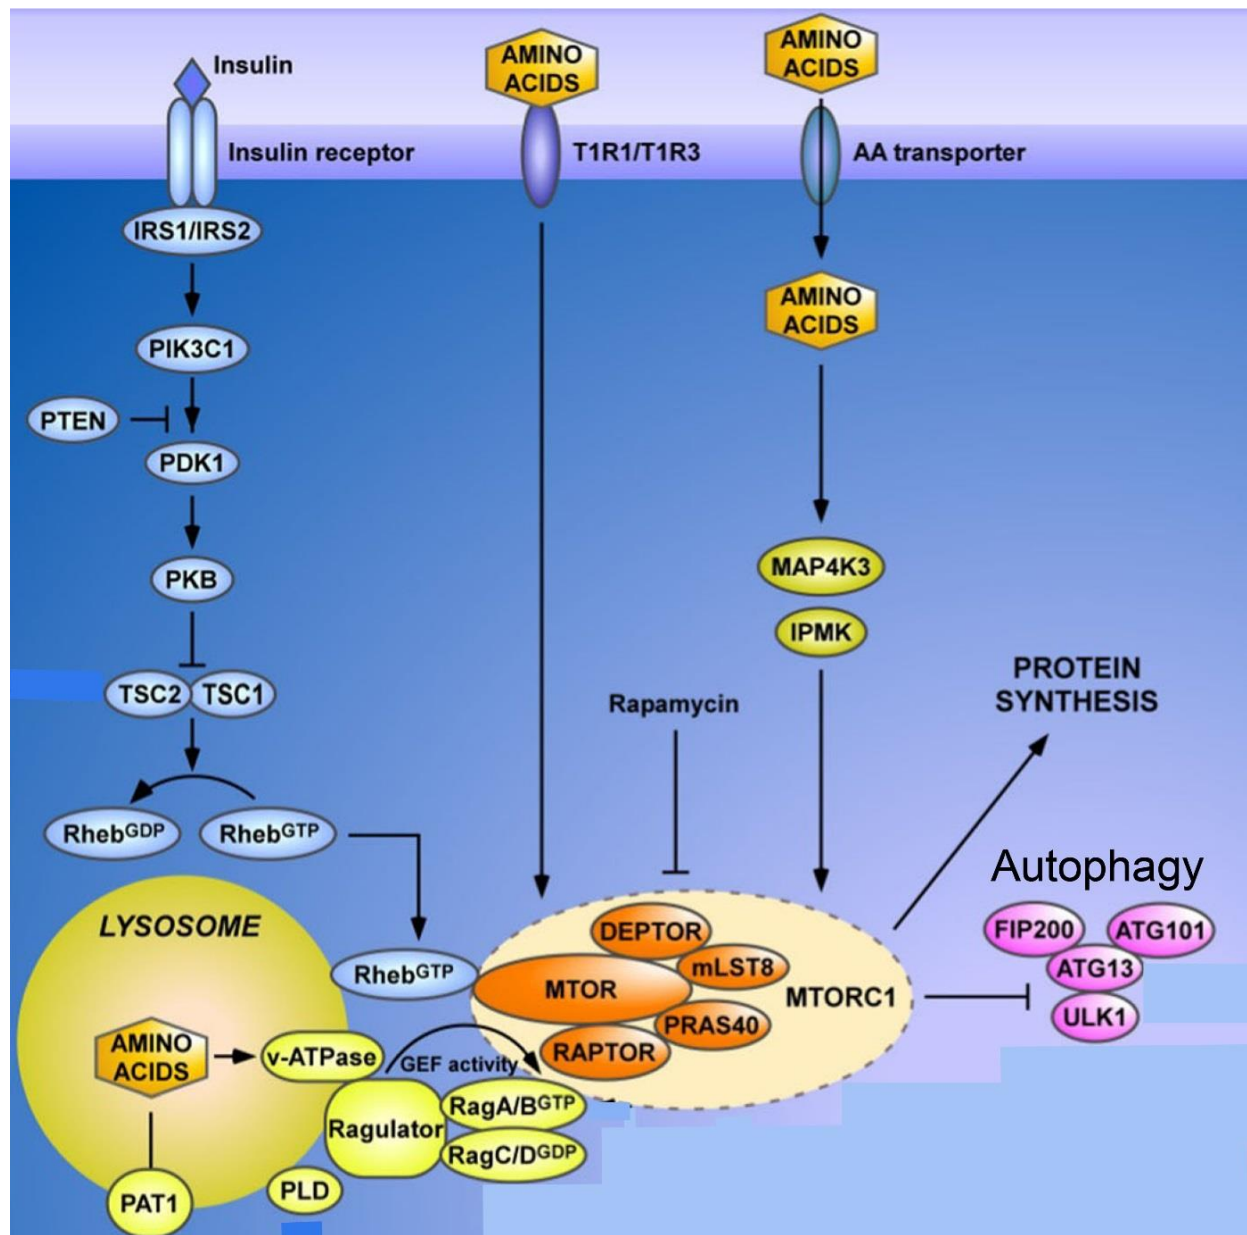 Insulin
AMINO
ACIDS
AMINO
ACIDS
Insulin receptor
T1R1/T1R3
AA transporter
IRS1/IRS2
AMINO
ACIDS
PIK3C1
PTEN
PDK1
PKB
MAP4K3
IPMK
TSC2
TSC1
Rapamycin
PROTEIN
SYNTHESIS
RhebGDP
RhebGTP
Autophagy
LYSOSOME
DEPTOR
FIP200
ATG101
RhebGTP
mLST8
ATG13
MTOR
MTORC1
ULK1
PRAS40
RAPTOR
AMINO
ACIDS
v-ATPase
GEF activity
Ragulator
RagA/BGTP
RagC/DGDP
PLD
PAT1